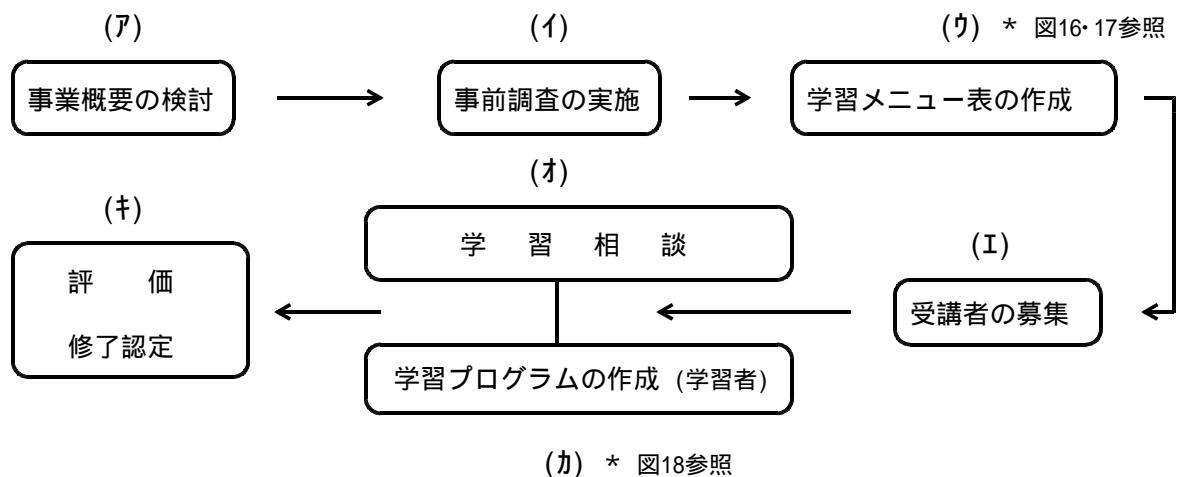 (ｱ)
(ｲ)
(ｳ) * 図16・17参照
事業概要の検討
事前調査の実施
学習メニュー表の作成
(ｵ)
(ｷ)
学 習 相 談
(ｴ)
評 価
修了認定
受講者の募集
学習プログラムの作成 (学習者)
(ｶ) * 図18参照